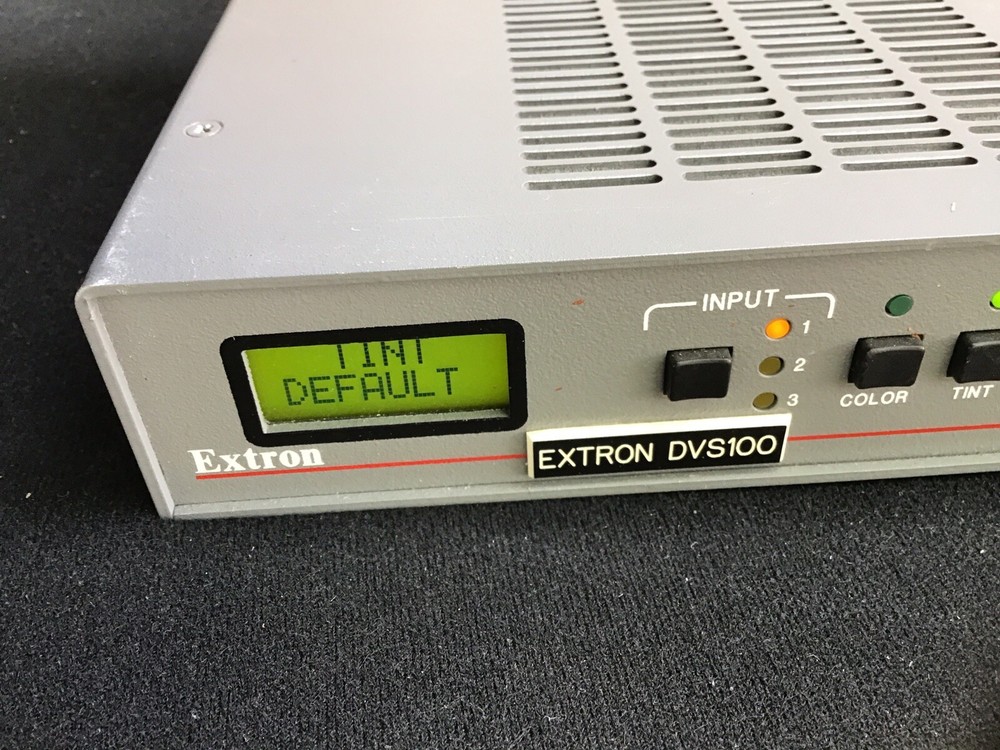 TINT
DEFAULT
INPUT
1
2
3
COLOR
TINT
Extron
EXTRON DVS100